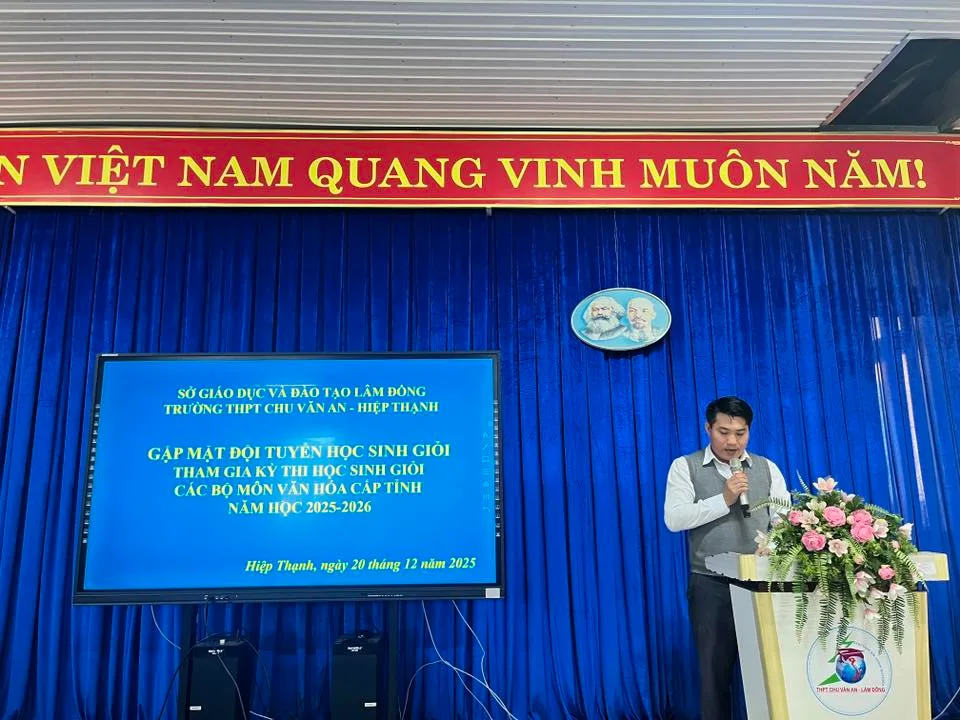 N VIỆT NAM QUANG VINH MUÔN NĂM!
SỞ GIÁO DỤC VÀ ĐÀO TẠO LÂM ĐỒNG
TRƯỜNG THPT CHU VĂN AN - HIỆP THẠNH
GẶP MẶT ĐỘI TUYỂN HỌC SINH GIỎI
THAM GIA KỲ THI HỌC SINH GIỎI
CÁC BỘ MÔN VĂN HÓA CẤP TỈNH
NĂM HỌC 2025-2026
Hiệp Thạnh, ngày 20 tháng 12 năm 2025
THPT. CHU VĂN AN - LÂM ĐỒNG